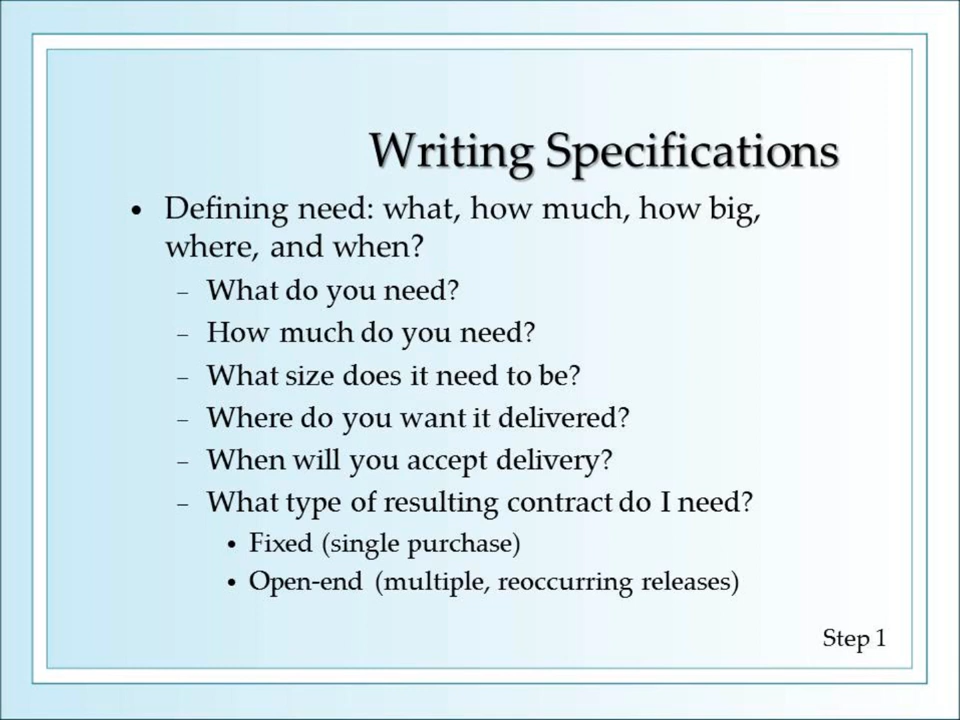 Writing Specifications
• Defining need: what, how much, how big,
where, and when?
– What do you need?
– How much do you need?
– What size does it need to be?
– Where do you want it delivered?
– When will you accept delivery?
– What type of resulting contract do I need?
• Fixed (single purchase)
• Open-end (multiple, reoccurring releases)
Step 1